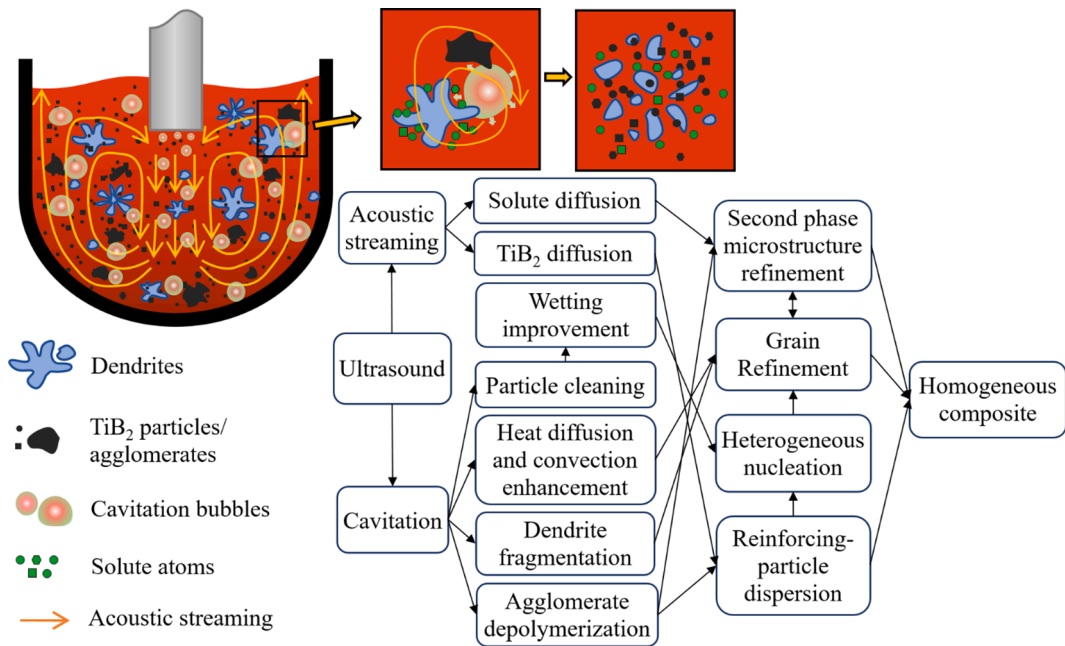 Dendrites
TiB₂ particles/
agglomerates
Cavitation bubbles
Solute atoms
Acoustic streaming
Ultrasound
Acoustic
streaming
Cavitation
Solute diffusion
TiB₂ diffusion
Wetting
improvement
Particle cleaning
Heat diffusion
and convection
enhancement
Dendrite
fragmentation
Agglomerate
depolymerization
Second phase
microstructure
refinement
Grain
Refinement
Heterogeneous
nucleation
Reinforcing-
particle
dispersion
Homogeneous
composite